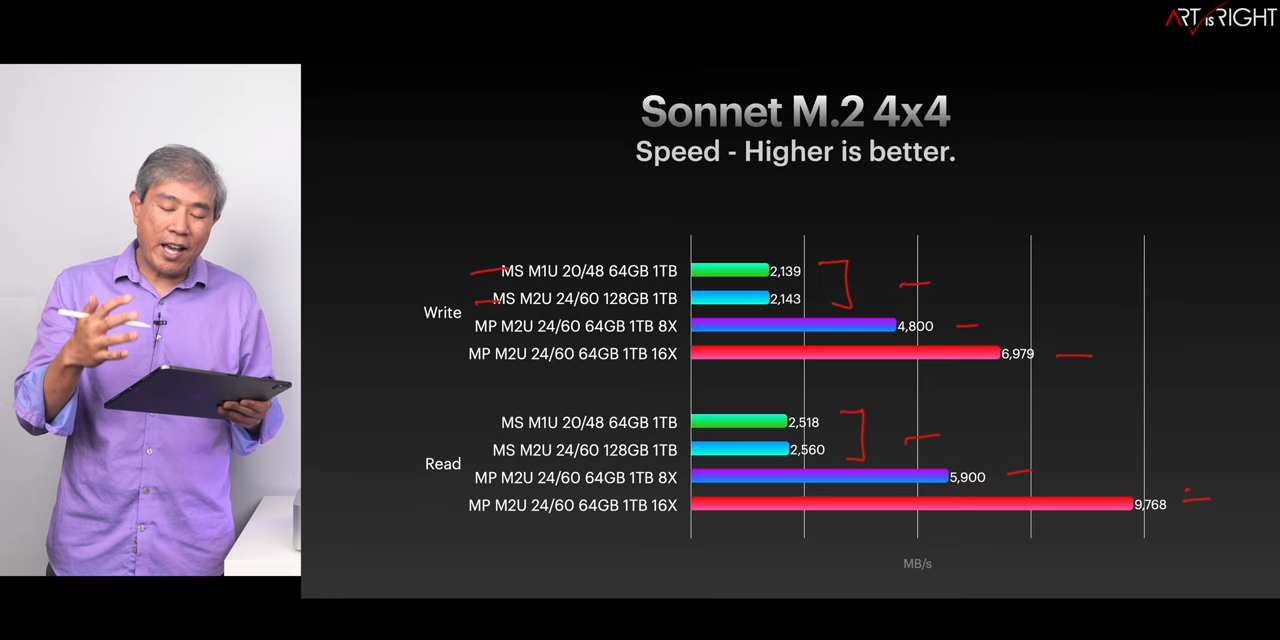 ART IS RIGHT
Sonnet M.2 4x4
Speed - Higher is better.
Write
MS M1U 20/48 64GB 1TB 2,139
MS M2U 24/60 128GB 1TB 2,143
MP M2U 24/60 64GB 1TB 8X 4,800
MP M2U 24/60 64GB 1TB 16X 6,979
Read
MS M1U 20/48 64GB 1TB 2,518
MS M2U 24/60 128GB 1TB 2,560
MP M2U 24/60 64GB 1TB 8X 5,900
MP M2U 24/60 64GB 1TB 16X 9,768
MB/s